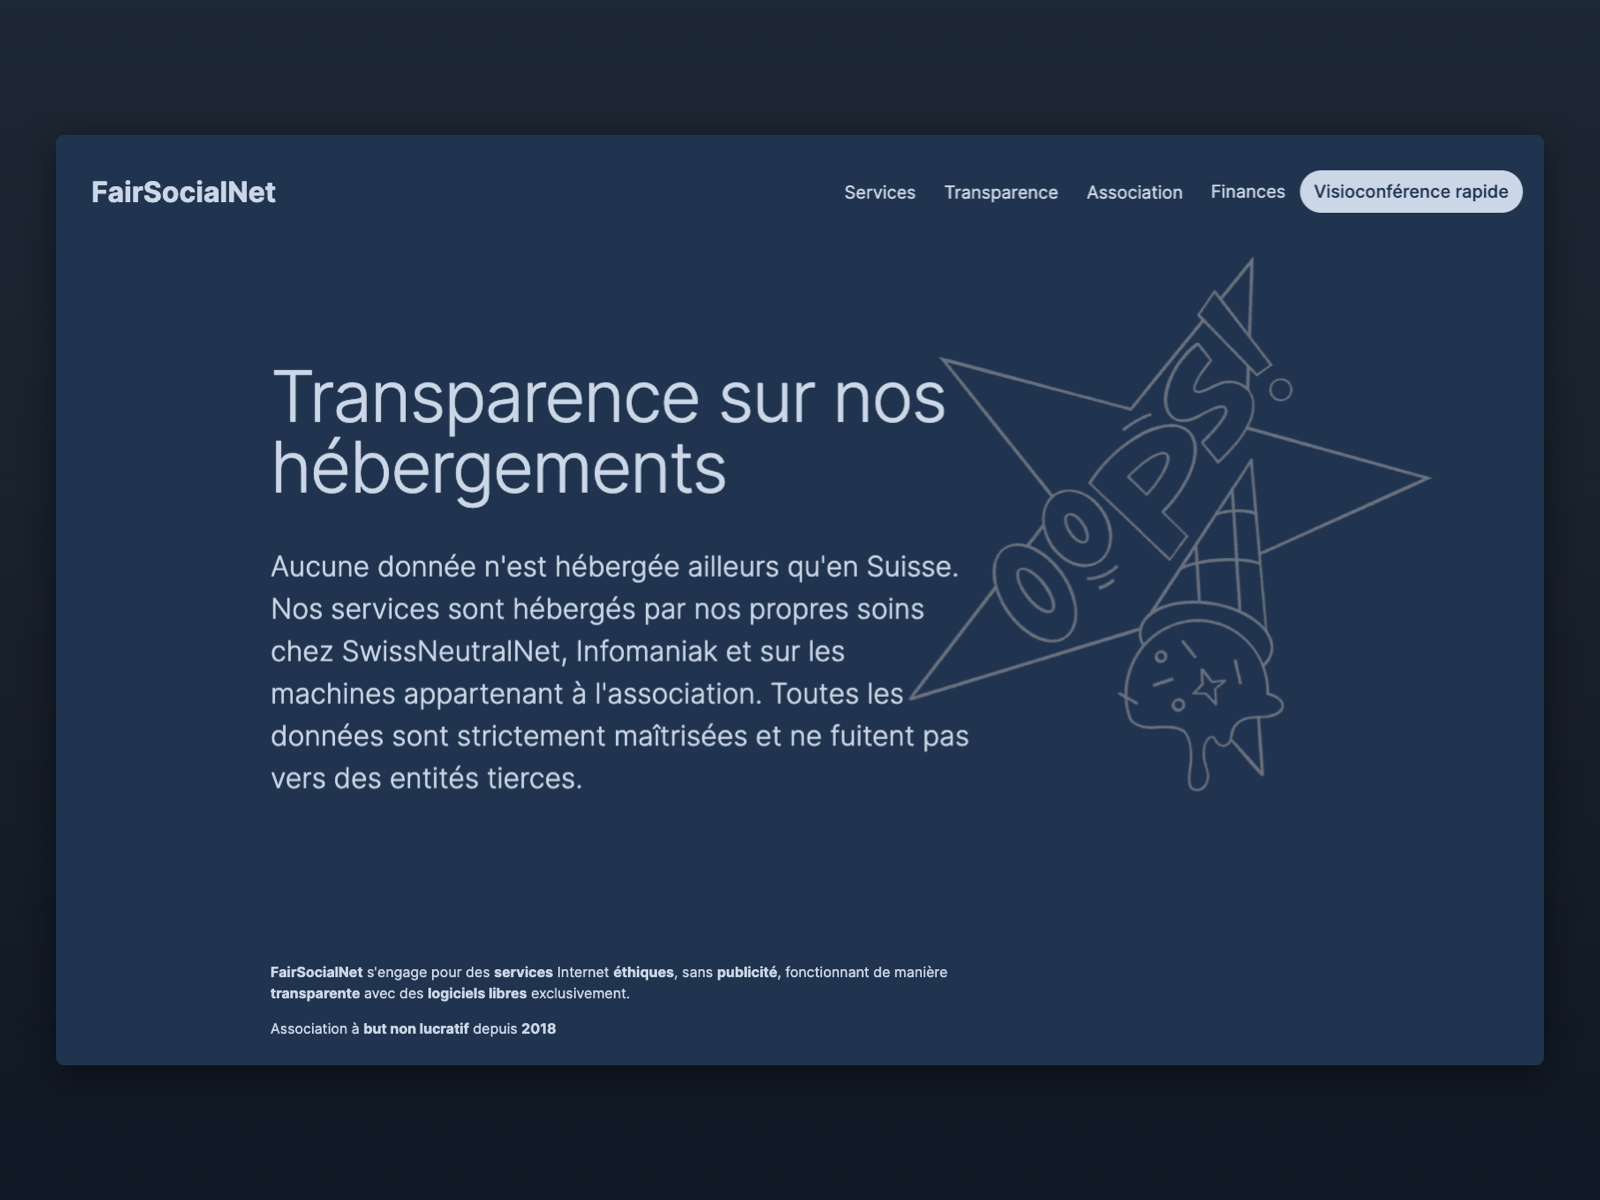 FairSocialNet
Services
Transparence
Association
Finances
Visioconférence rapide
OOPS!
Transparence sur nos
hébergements
Aucune donnée n'est hébergée ailleurs qu'en Suisse.
Nos services sont hébergés par nos propres soins
chez SwissNeutralNet, Infomaniak et sur les
machines appartenant à l'association. Toutes les
données sont strictement maîtrisées et ne fuitent pas
vers des entités tierces.
FairSocialNet s'engage pour des services Internet éthiques, sans publicité, fonctionnant de manière
transparente avec des logiciels libres exclusivement.
Association à but non lucratif depuis 2018